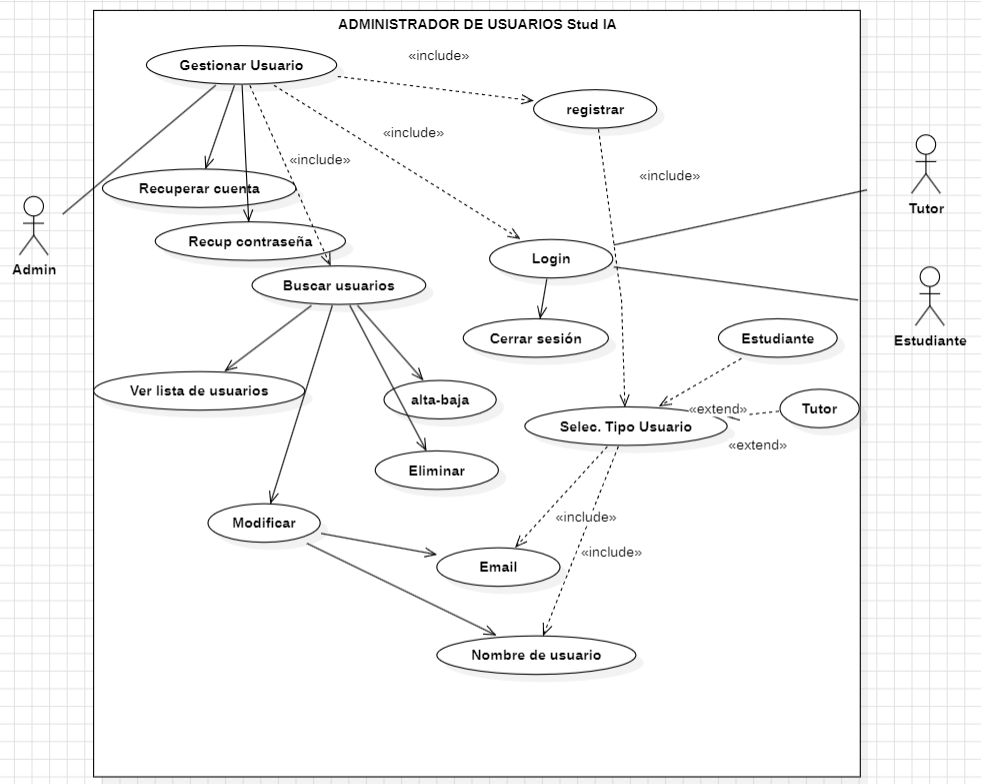 ADMINISTRADOR DE USUARIOS Stud IA
«include»
Gestionar Usuario
registrar
«include»
«include»
«include»
Recuperar cuenta
Tutor
Recup contraseña
Admin
Login
Buscar usuarios
Cerrar sesión
Estudiante
Estudiante
Ver lista de usuarios
alta-baja
«extend»
Tutor
Selec. Tipo Usuario
«extend»
Eliminar
«include»
Modificar
«include»
Email
Nombre de usuario